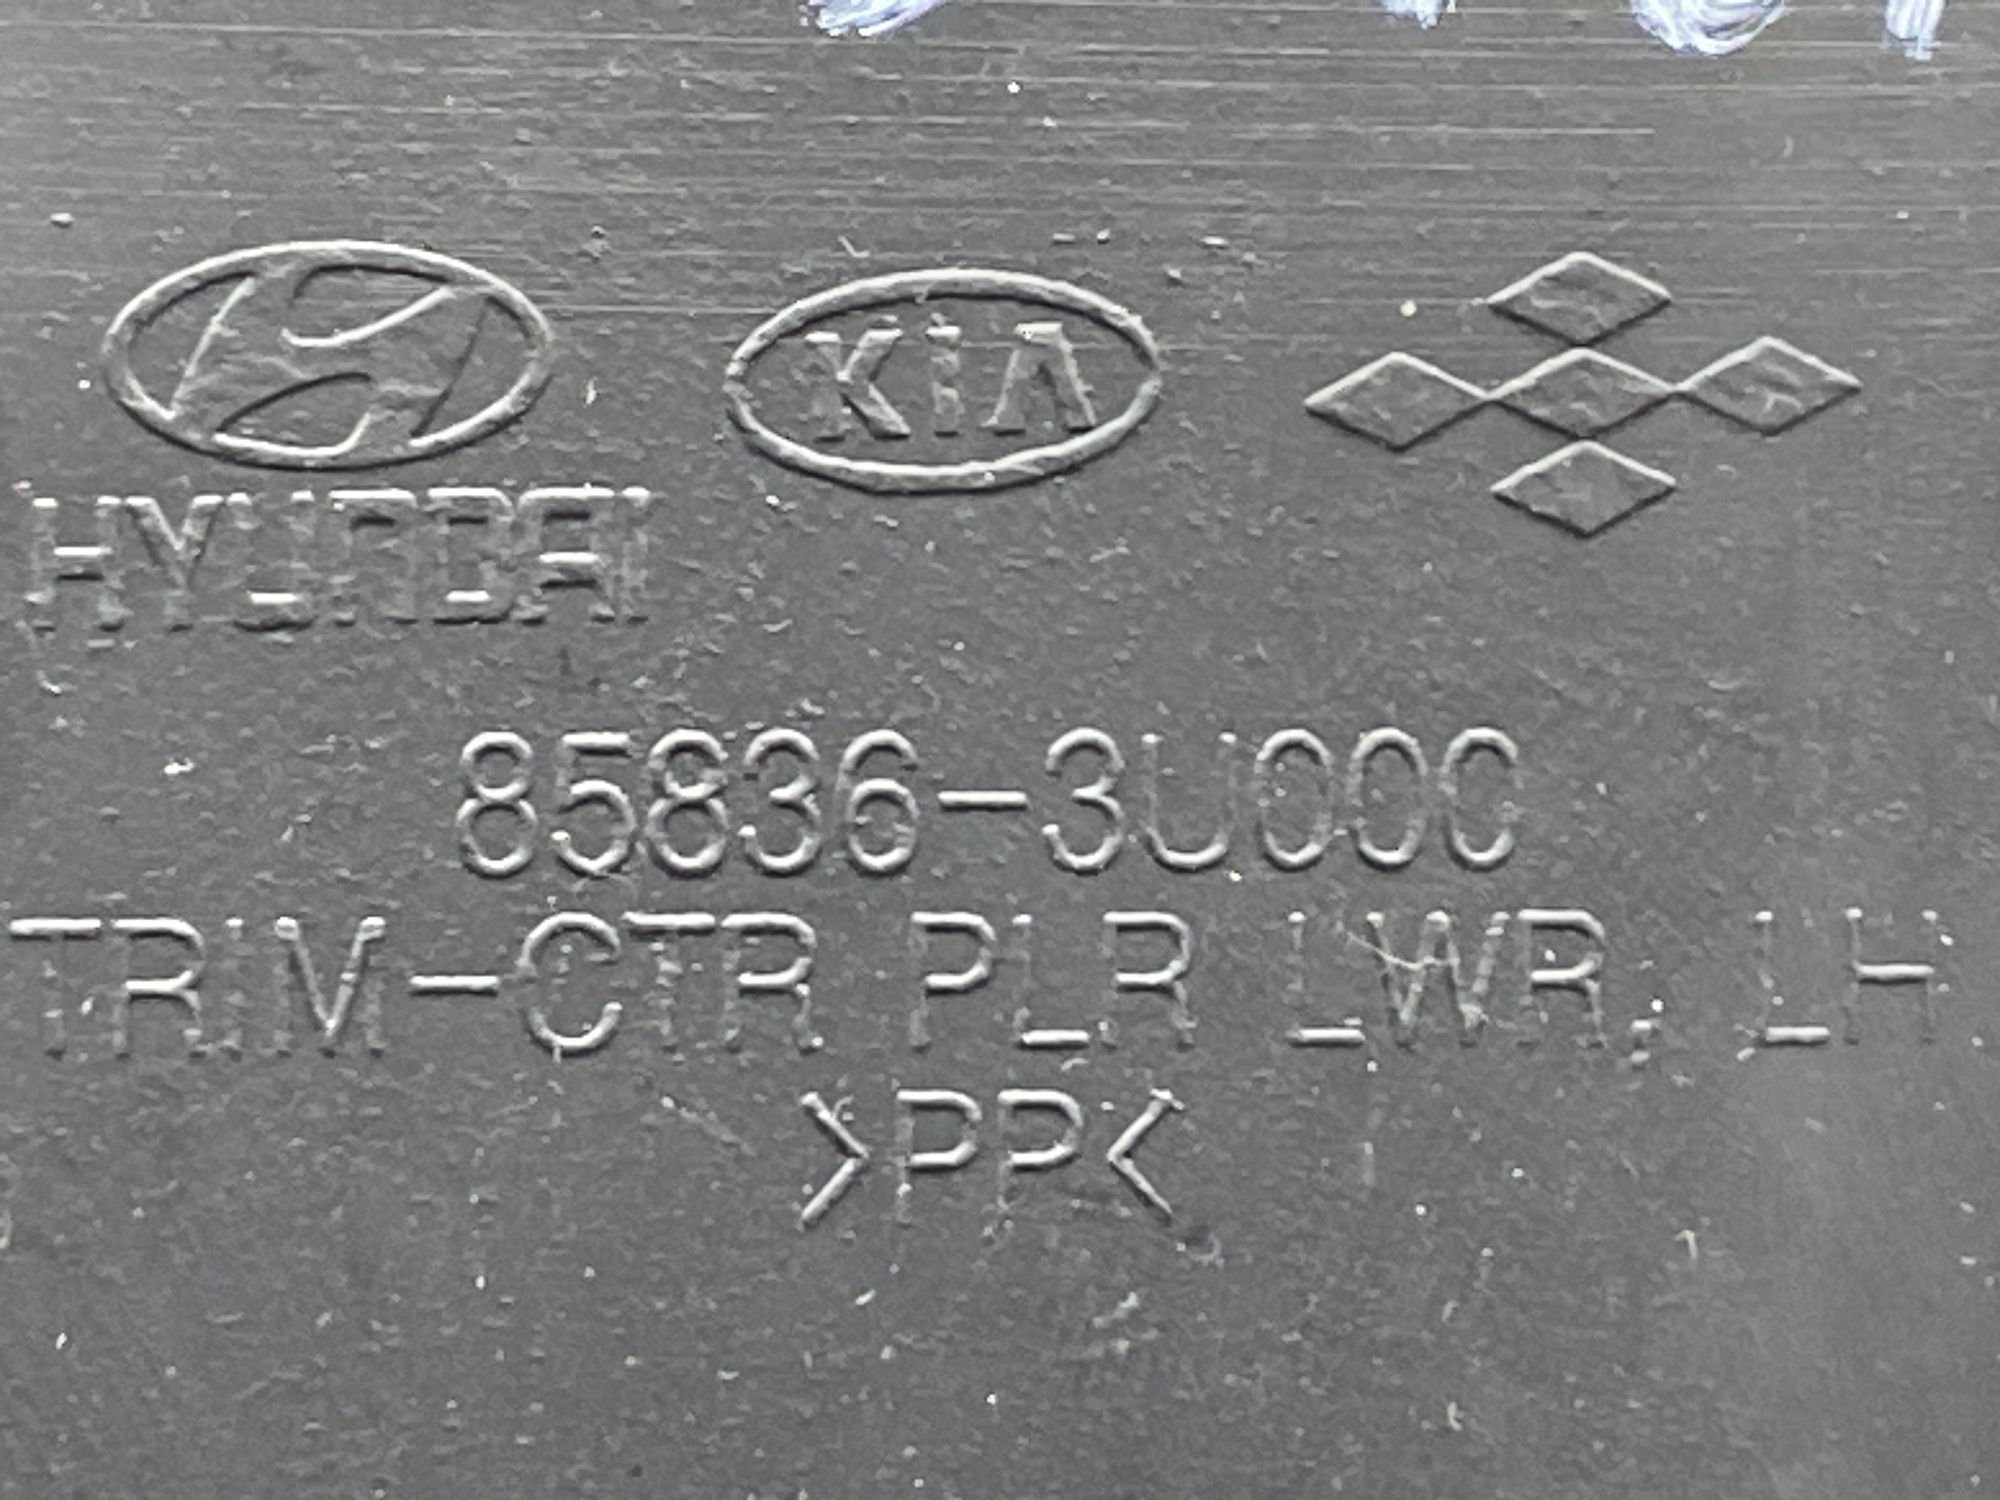 KIA
HYUNDAI
85836-3U000
TRIM-CTR PLR LWR, LH
>PP<